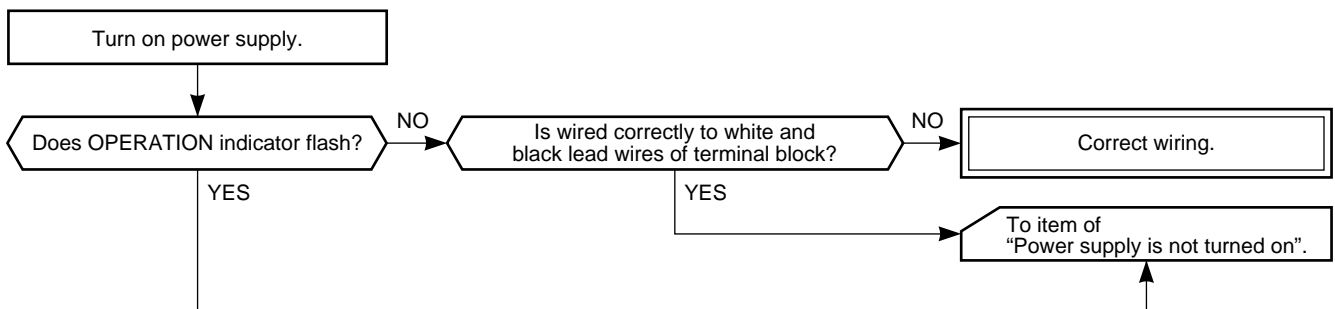 Turn on power supply.
Does OPERATION indicator flash?
NO
Is wired correctly to white and
black lead wires of terminal block?
NO
Correct wiring.
YES
YES
To item of
“Power supply is not turned on”.